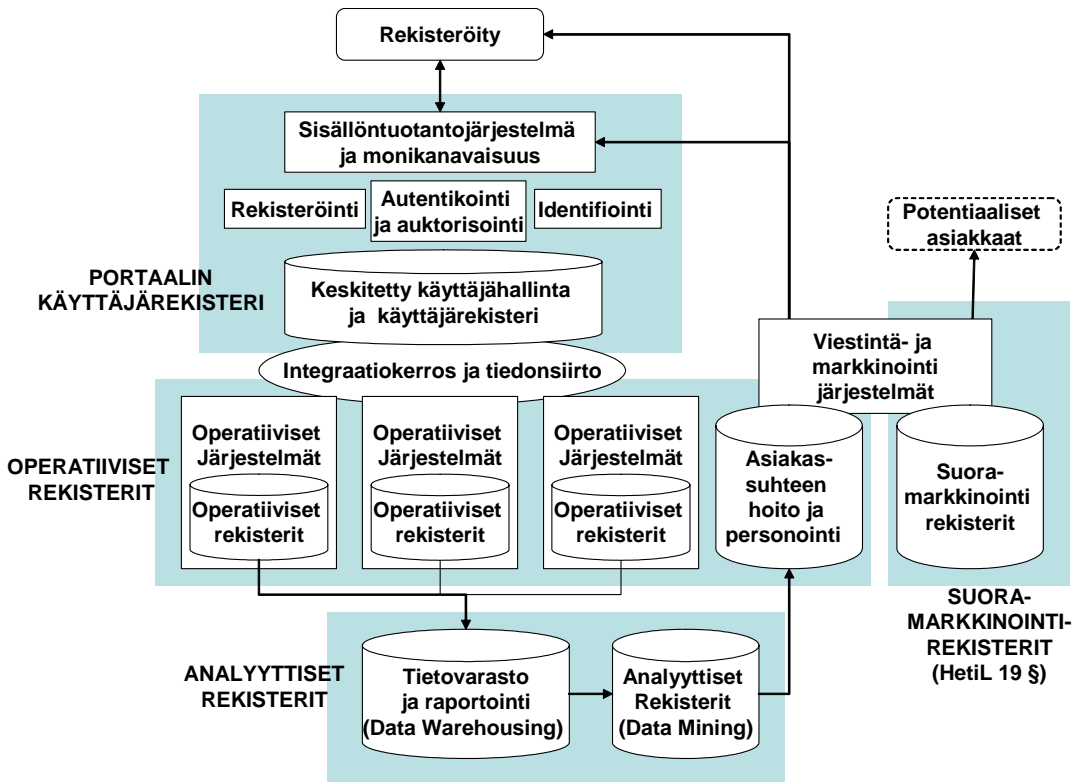 Rekisteröity
Sisällöntuotantojärjestelmä
ja monikanavaisuus
Rekisteröinti
Autentikointi
ja auktorisointi
Identifiointi
Potentiaaliset
asiakkaat
PORTAALIN
KÄYTTÄJÄREKISTERI
Keskitetty käyttäjähallinta
ja käyttäjärekisteri
Viestintä- ja
markkinointi
järjestelmät
Integraatiokerros ja tiedonsiirto
OPERATIIVISET
REKISTERIT
Operatiiviset
Järjestelmät
Operatiiviset
rekisterit
Operatiiviset
Järjestelmät
Operatiiviset
rekisterit
Operatiiviset
Järjestelmät
Operatiiviset
rekisterit
Asiakas-
suhteen
hoito ja
personointi
Suora-
markkinointi
rekisterit
SUORA-
MARKKINOINTI-
REKISTERIT
(HetiL 19 §)
ANALYYTTISET
REKISTERIT
Tietovarasto
ja raportointi
(Data Warehousing)
Analyyttiset
Rekisterit
(Data Mining)